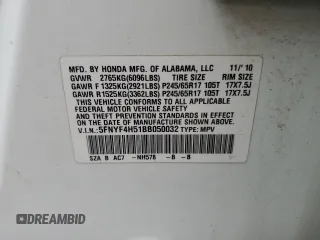 MFD. BY HONDA MFG. OF ALABAMA, LLC 11/'10
GVWR 2765KG(6096LBS) TIRE SIZE RIM SIZE
GAWR F 1325KG(2921LBS) P245/65R17 105T 17X7.5J
GAWR R 1525KG(3362LBS) P245/65R17 105T 17X7.5J
THIS VEHICLE CONFORMS TO ALL APPLICABLE FEDERAL MOTOR VEHICLE SAFETY, BUMPER, AND THEFT PREVENTION STANDARDS IN EFFECT ON THE DATE OF MANUFACTURE SHOWN ABOVE.
V.I.N. 5FNYF4H51BB050032 TYPE: MPV
SZA B AC7 -NH578 -B -B
AUTOBIDMASTER